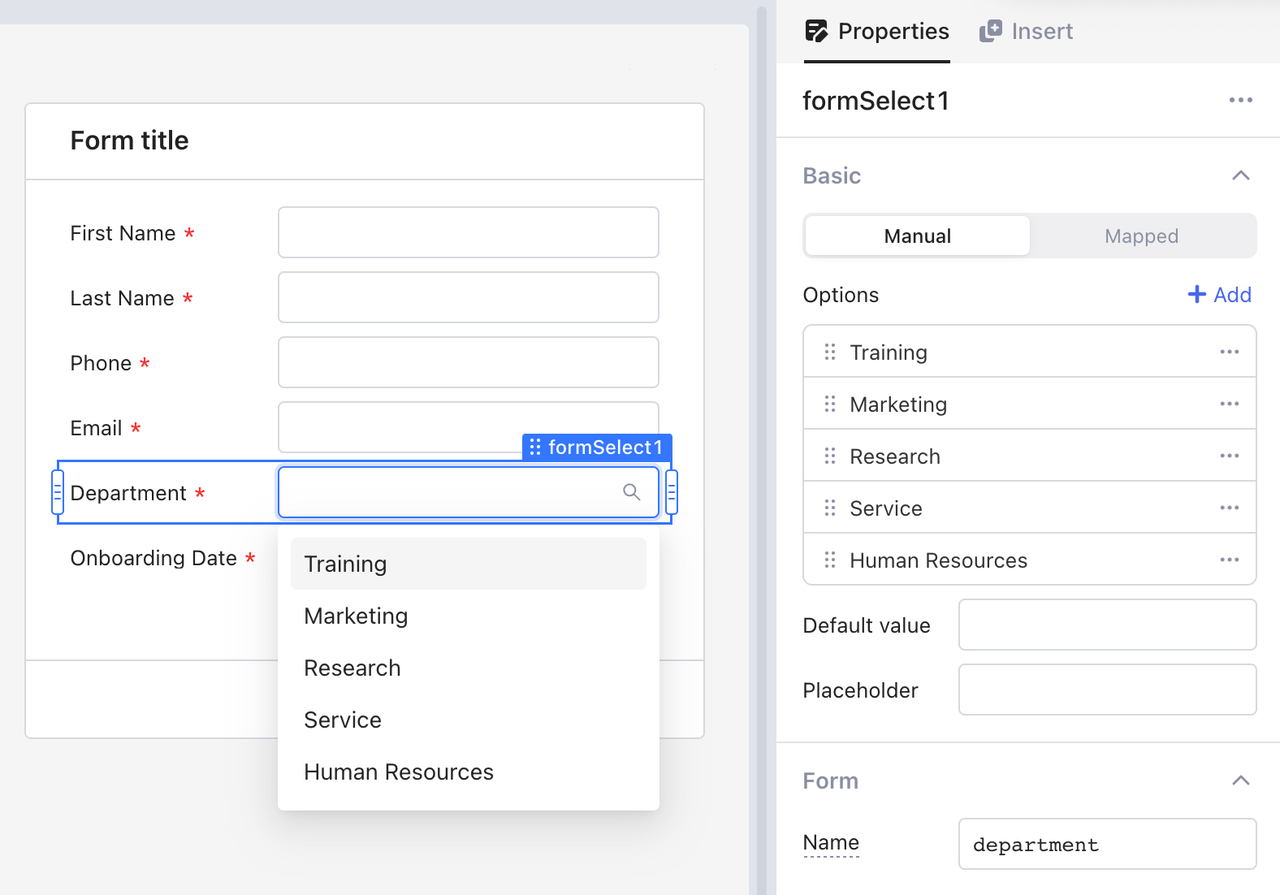 Form title
First Name *
Last Name *
Phone *
Email *
formSelect1
Department *
Onboarding Date *
Training
Marketing
Research
Service
Human Resources
Properties
Insert
formSelect1
Basic
Manual
Mapped
Options
+ Add
Training
Marketing
Research
Service
Human Resources
Default value
Placeholder
Form
Name
department